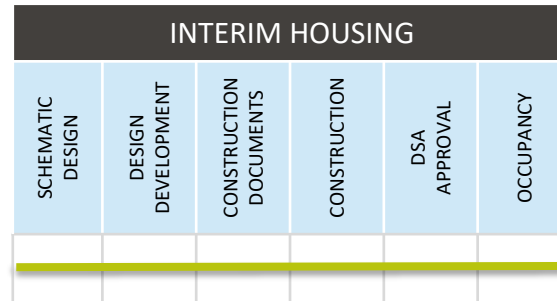 INTERIM HOUSING
SCHEMATIC
DESIGN
DESIGN
DEVELOPMENT
CONSTRUCTION
DOCUMENTS
CONSTRUCTION
DSA
APPROVAL
OCCUPANCY